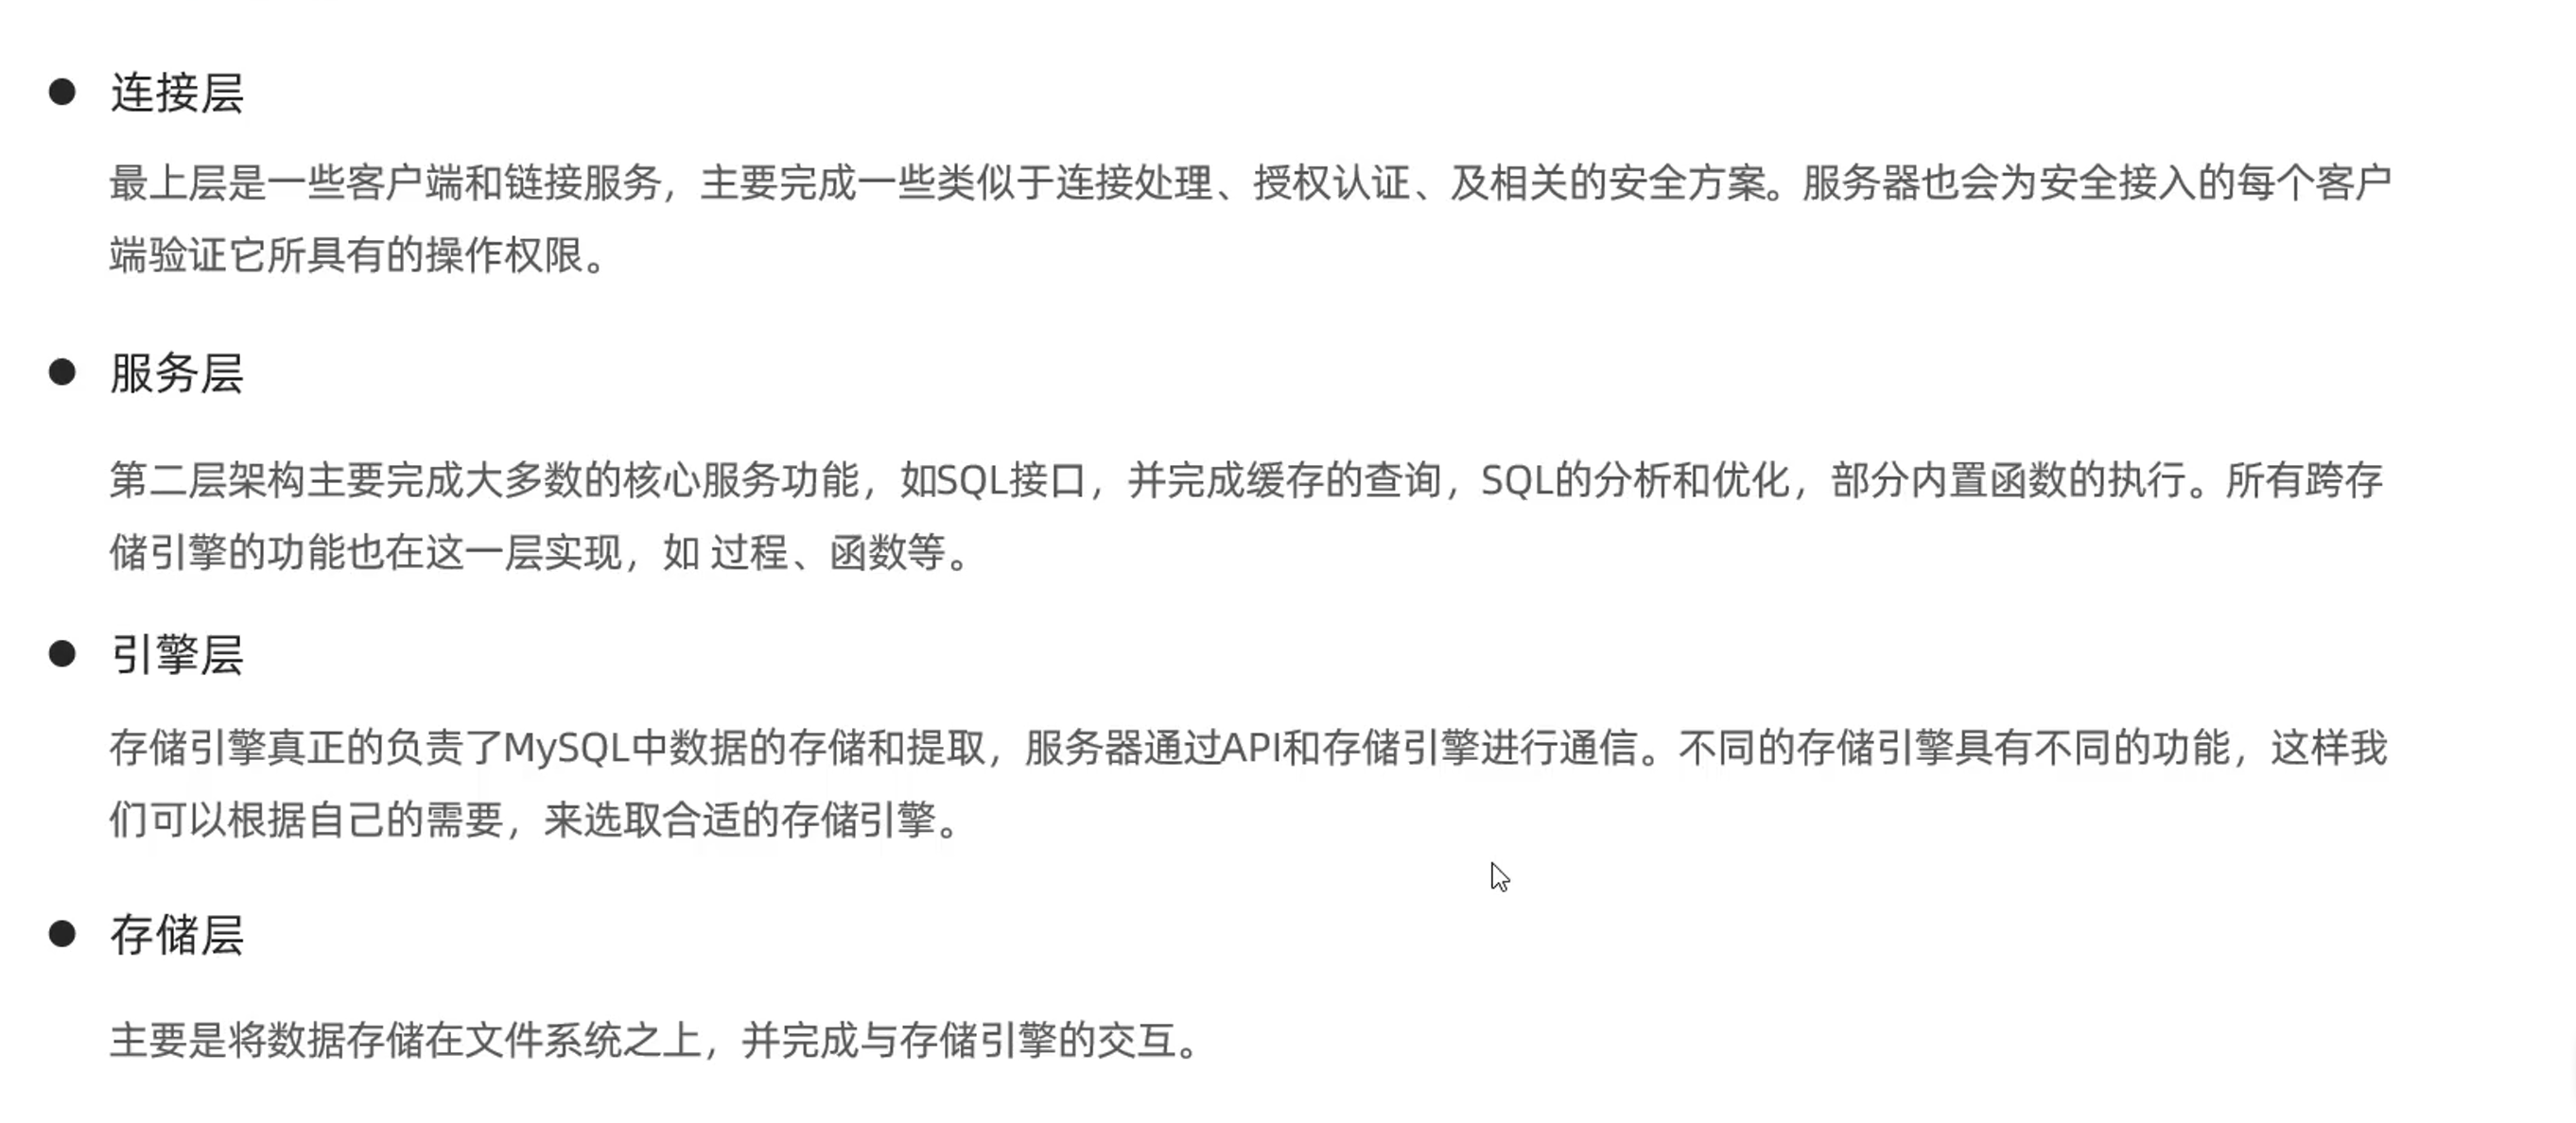 ● 连接层
最上层是一些客户端和链接服务，主要完成一些类似于连接处理、授权认证、及相关的安全方案。服务器也会为安全接入的每个客户
端验证它所具有的操作权限。
● 服务层
第二层架构主要完成大多数的核心服务功能，如SQL接口，并完成缓存的查询，SQL的分析和优化，部分内置函数的执行。所有跨存
储引擎的功能也在这一层实现，如 过程、函数等。
● 引擎层
存储引擎真正的负责了MySQL中数据的存储和提取，服务器通过API和存储引擎进行通信。不同的存储引擎具有不同的功能，这样我
们可以根据自己的需要，来选取合适的存储引擎。
● 存储层
主要是将数据存储在文件系统之上，并完成与存储引擎的交互。